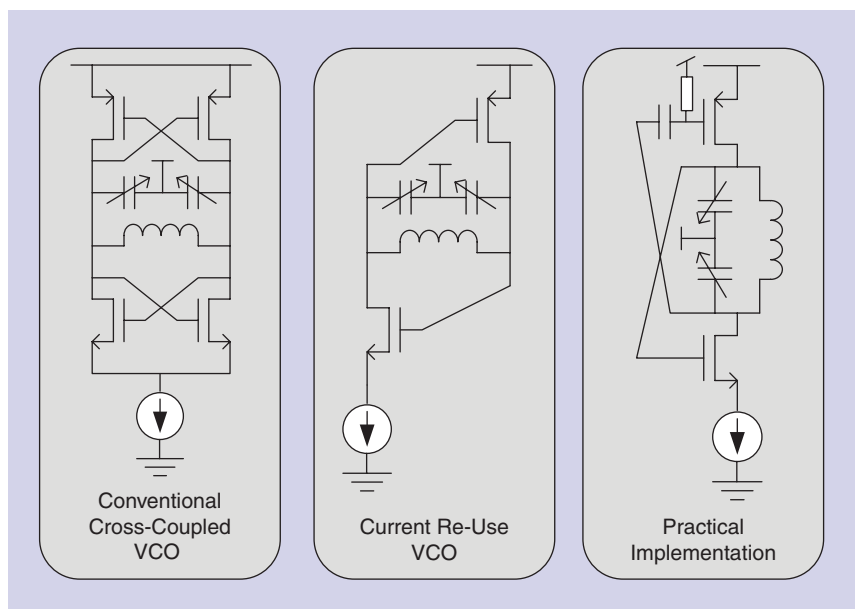 Conventional
Cross-Coupled
VCO
Current Re-Use
VCO
Practical
Implementation